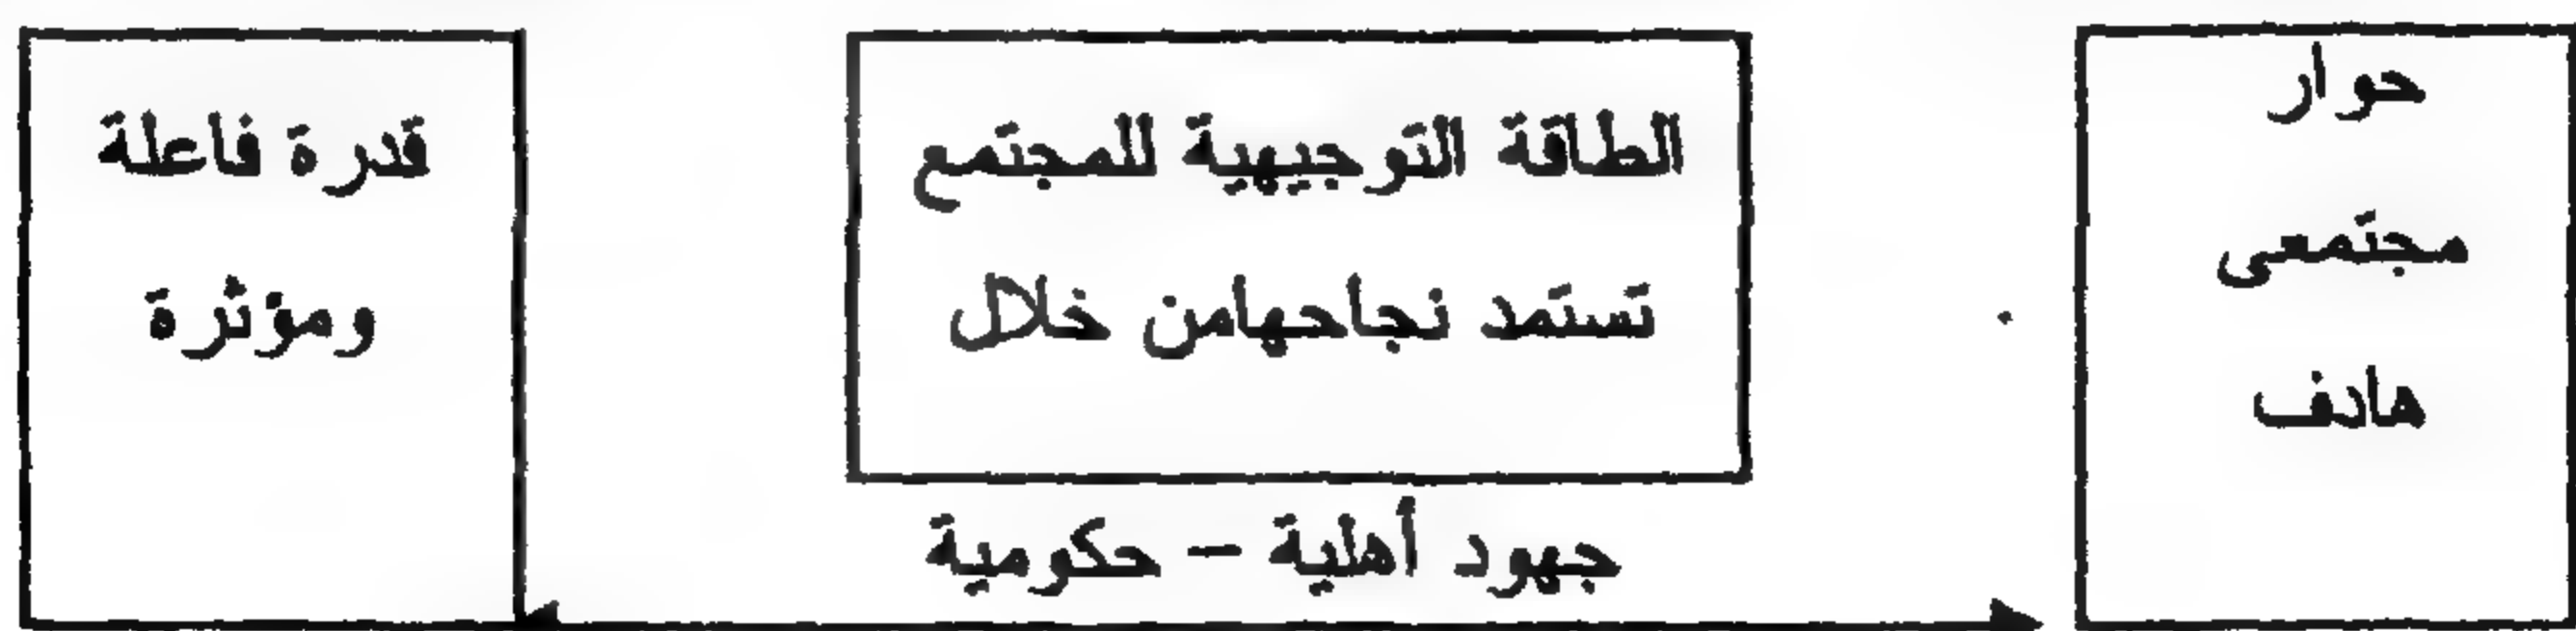 حوار
مجتمعى
هادف
الطاقة التوجيهية للمجتمع
تستمد نجاحهامن خلال
جهود أهلية – حكومية
قدرة فاعلة
ومؤثرة